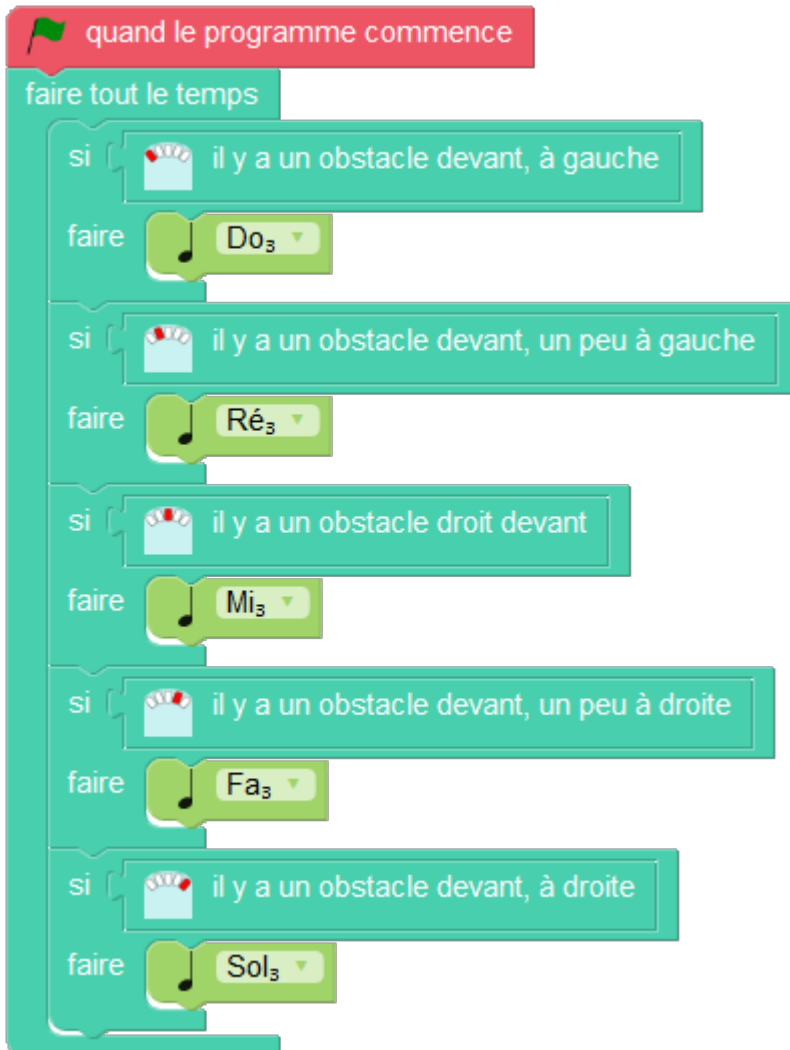 quand le programme commence
faire tout le temps
si il y a un obstacle devant, à gauche
faire Do₃
si il y a un obstacle devant, un peu à gauche
faire Ré₃
si il y a un obstacle droit devant
faire Mi₃
si il y a un obstacle devant, un peu à droite
faire Fa₃
si il y a un obstacle devant, à droite
faire Sol₃